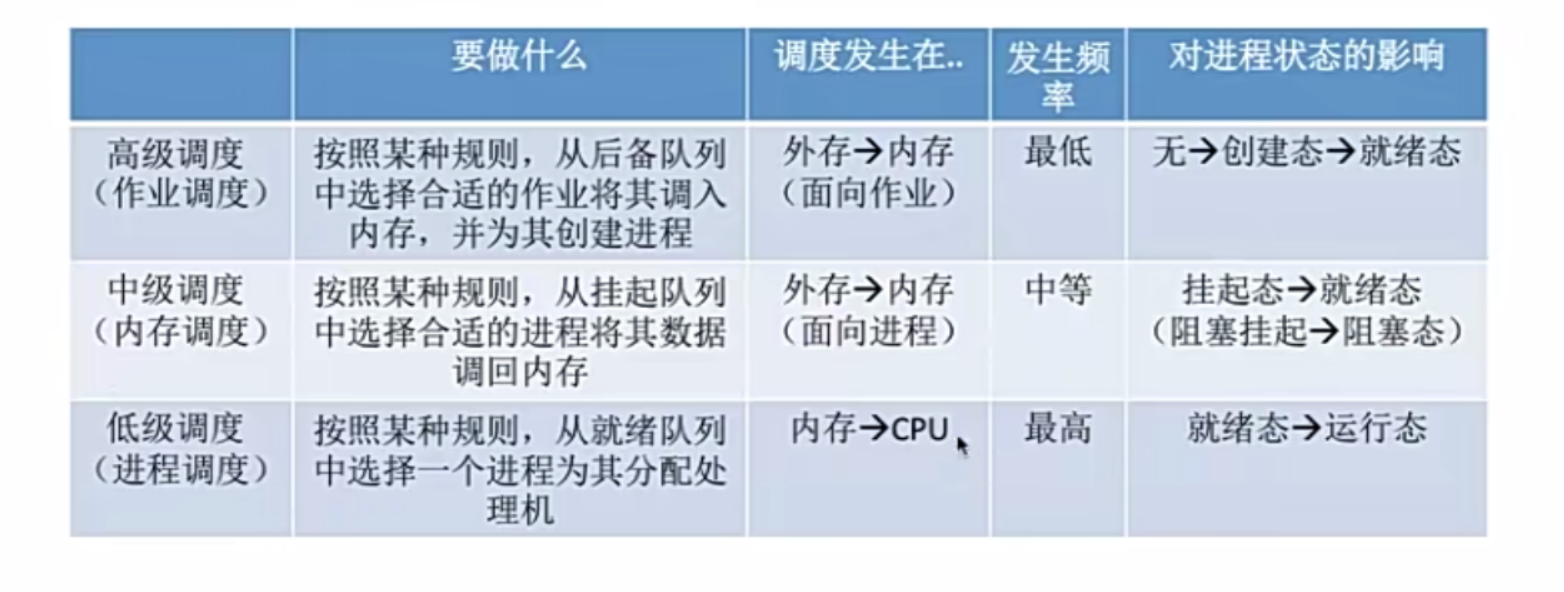 要做什么
调度发生在..
发生频
率
对进程状态的影响
高级调度
（作业调度）
按照某种规则，从后备队列
中选择合适的作业将其调入
内存，并为其创建进程
外存→内存
（面向作业）
最低
无→创建态→就绪态
中级调度
（内存调度）
按照某种规则，从挂起队列
中选择合适的进程将其数据
调回内存
外存→内存
（面向进程）
中等
挂起态→就绪态
（阻塞挂起→阻塞态）
低级调度
（进程调度）
按照某种规则，从就绪队列
中选择一个进程为其分配处
理机
内存→CPU
最高
就绪态→运行态